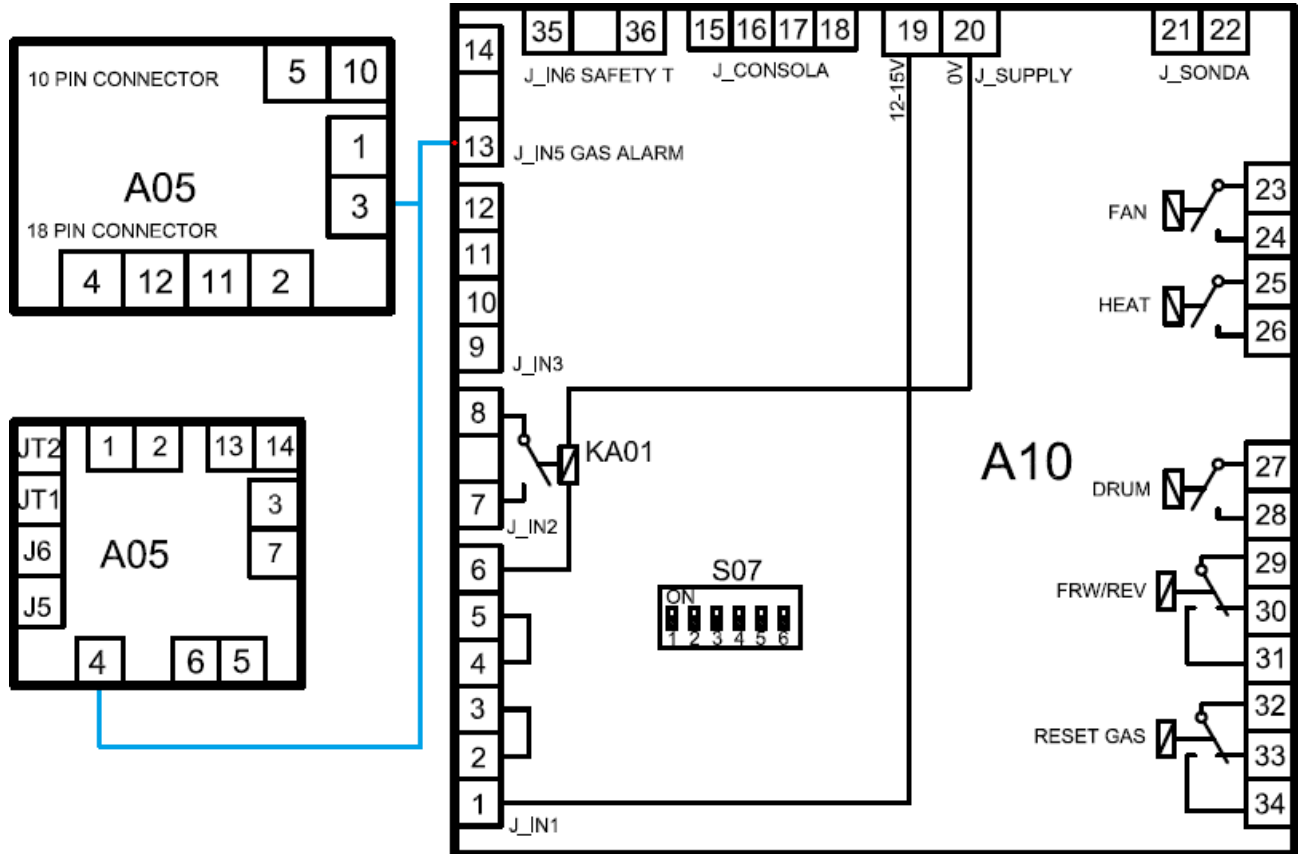 10 PIN CONNECTOR
5 10
1
A05
3
18 PIN CONNECTOR
4 12 11 2
JT2
JT1
J6
J5
1 2 13 14
3
A05
7
4 6 5
14
13
J_IN5 GAS ALARM
12
11
10
9
J_IN3
8
7
J_IN2
6
5
4
3
2
1
J_IN1
35 36
J_IN6 SAFETY T
15 16 17 18
J_CONSOLA
19 20
12-15V
0V
J_SUPPLY
21 22
J_SONDA
KA01
A10
S07
ON
1 2 3 4 5 6
FAN
23
24
HEAT
25
26
DRUM
27
28
FRW/REV
29
30
31
RESET GAS
32
33
34